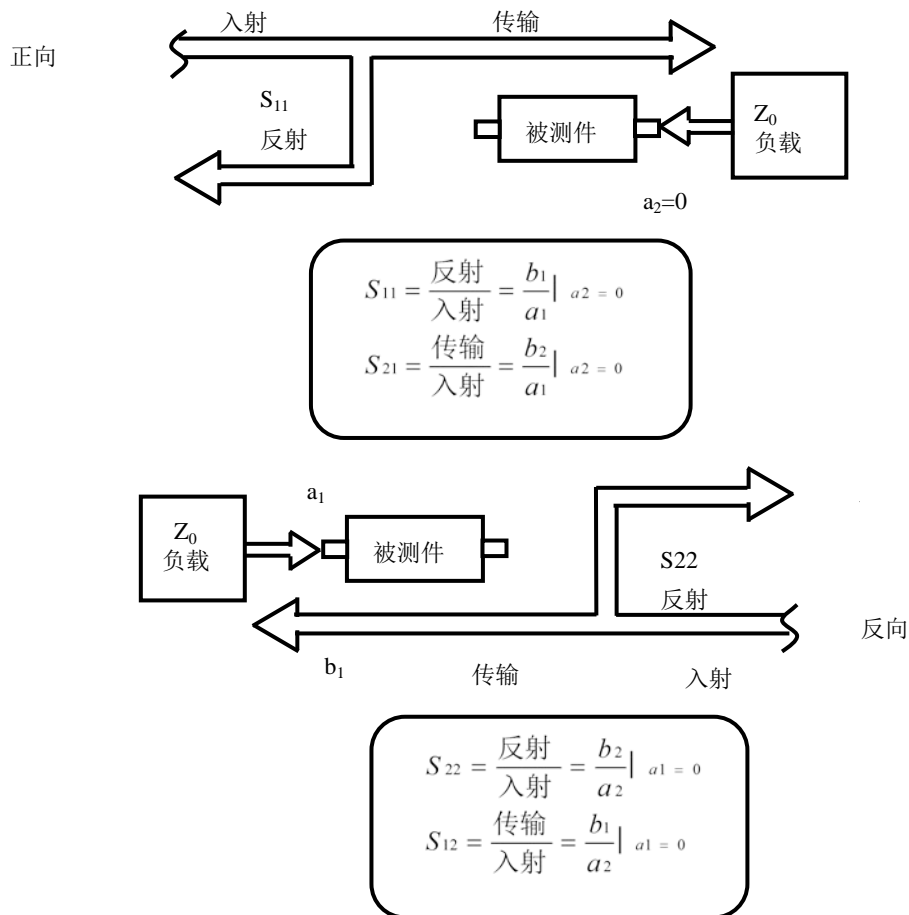 入射 传输
正向
S₁₁
反射
被测件
Z₀
负载
a₂=0
S₁₁ = 反射/入射 = b₁/a₁ | a2 = 0
S₂₁ = 传输/入射 = b₂/a₁ | a2 = 0
a₁
Z₀
负载
被测件
S22
反射
反向
b₁
传输 入射
S₂₂ = 反射/入射 = b₂/a₂ | a1 = 0
S₁₂ = 传输/入射 = b₁/a₂ | a1 = 0